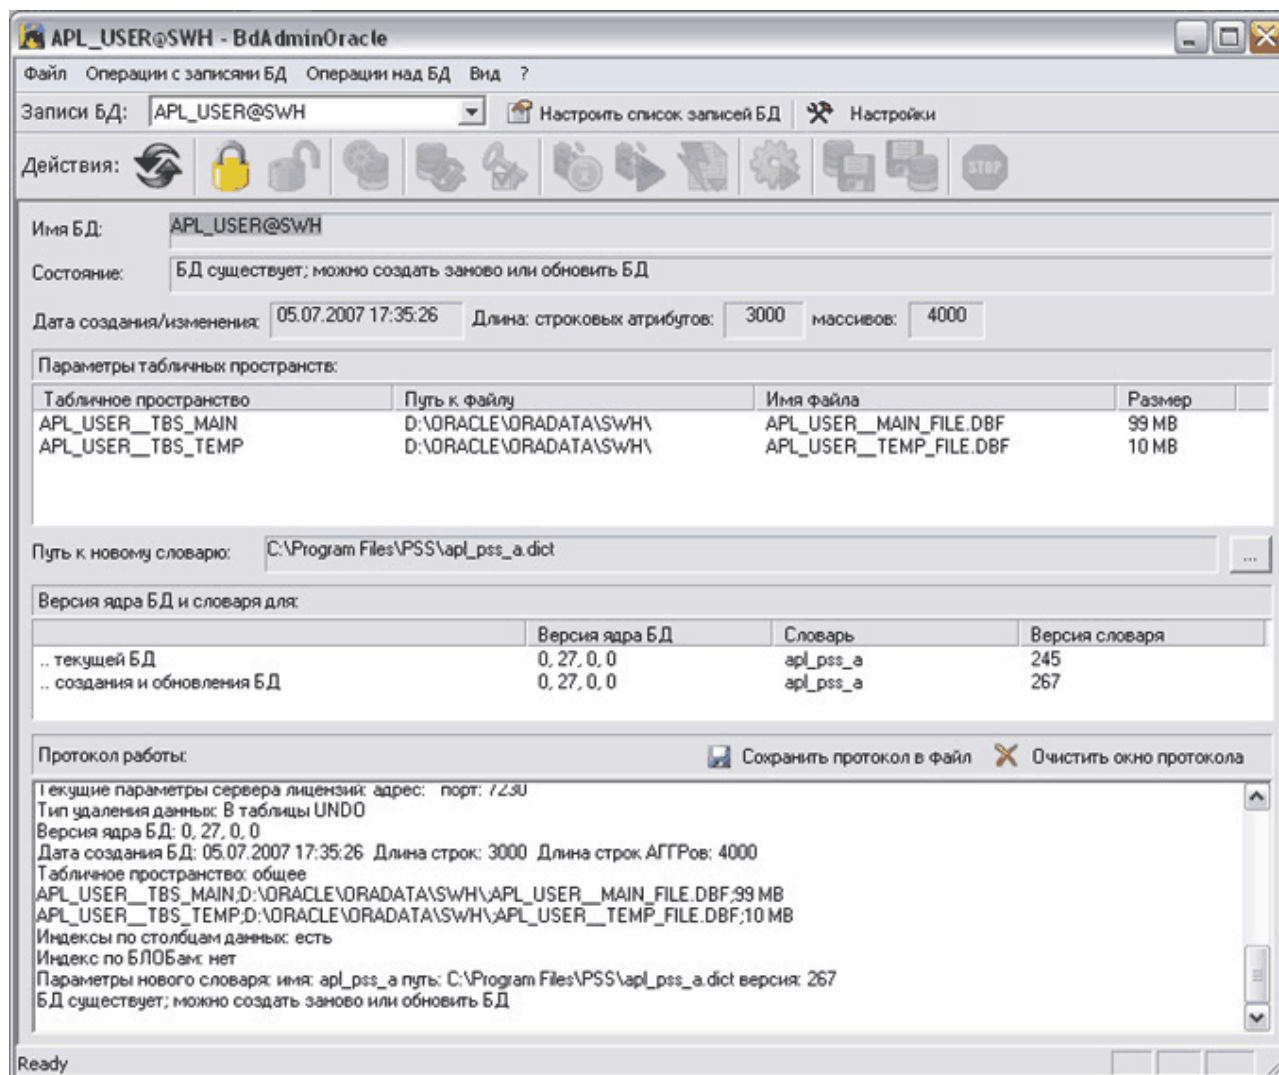 APL_USER@SWH - BdAdminOracle
Файл Операции с записями БД Операции над БД Вид ?
Записи БД: APL_USER@SWH Настроить список записей БД Настройки
Действия: STOP
Имя БД: APL_USER@SWH
Состояние: БД существует; можно создать заново или обновить БД
Дата создания/изменения: 05.07.2007 17:35:26 Длина: строковых атрибутов: 3000 массивов: 4000
Параметры табличных пространств:
Табличное пространство Путь к файлу Имя файла Размер
APL_USER__TBS_MAIN D:\ORACLE\ORADATA\SWH\ APL_USER__MAIN_FILE.DBF 99 MB
APL_USER__TBS_TEMP D:\ORACLE\ORADATA\SWH\ APL_USER__TEMP_FILE.DBF 10 MB
Путь к новому словарю: C:\Program Files\PSS\apl_pss_a.dict ...
Версия ядра БД и словаря для:
Версия ядра БД Словарь Версия словаря
.. текущей БД 0, 27, 0, 0 apl_pss_a 245
.. создания и обновления БД 0, 27, 0, 0 apl_pss_a 267
Протокол работы: Сохранить протокол в файл Очистить окно протокола
Текущие параметры сервера лицензий: адрес: порт: 7230
Тип удаления данных: В таблицы UNDO
Версия ядра БД: 0, 27, 0, 0
Дата создания БД: 05.07.2007 17:35:26 Длина строк: 3000 Длина строк АГГРов: 4000
Табличное пространство: общее
APL_USER__TBS_MAIN;D:\ORACLE\ORADATA\SWH\;APL_USER__MAIN_FILE.DBF;99 MB
APL_USER__TBS_TEMP;D:\ORACLE\ORADATA\SWH\;APL_USER__TEMP_FILE.DBF;10 MB
Индексы по столбцам данных: есть
Индекс по БЛОБам: нет
Параметры нового словаря: имя: apl_pss_a путь: C:\Program Files\PSS\apl_pss_a.dict версия: 267
БД существует; можно создать заново или обновить БД
Ready